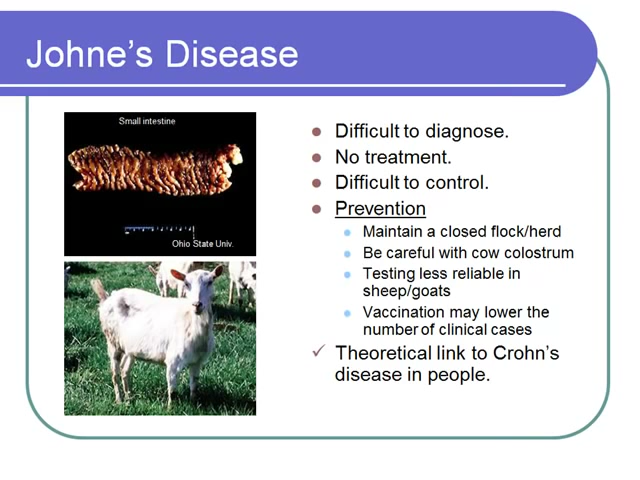 Johne’s Disease
Small intestine
Ohio State Univ.
Difficult to diagnose.
No treatment.
Difficult to control.
Prevention
Maintain a closed flock/herd
Be careful with cow colostrum
Testing less reliable in
sheep/goats
Vaccination may lower the
number of clinical cases
Theoretical link to Crohn’s
disease in people.